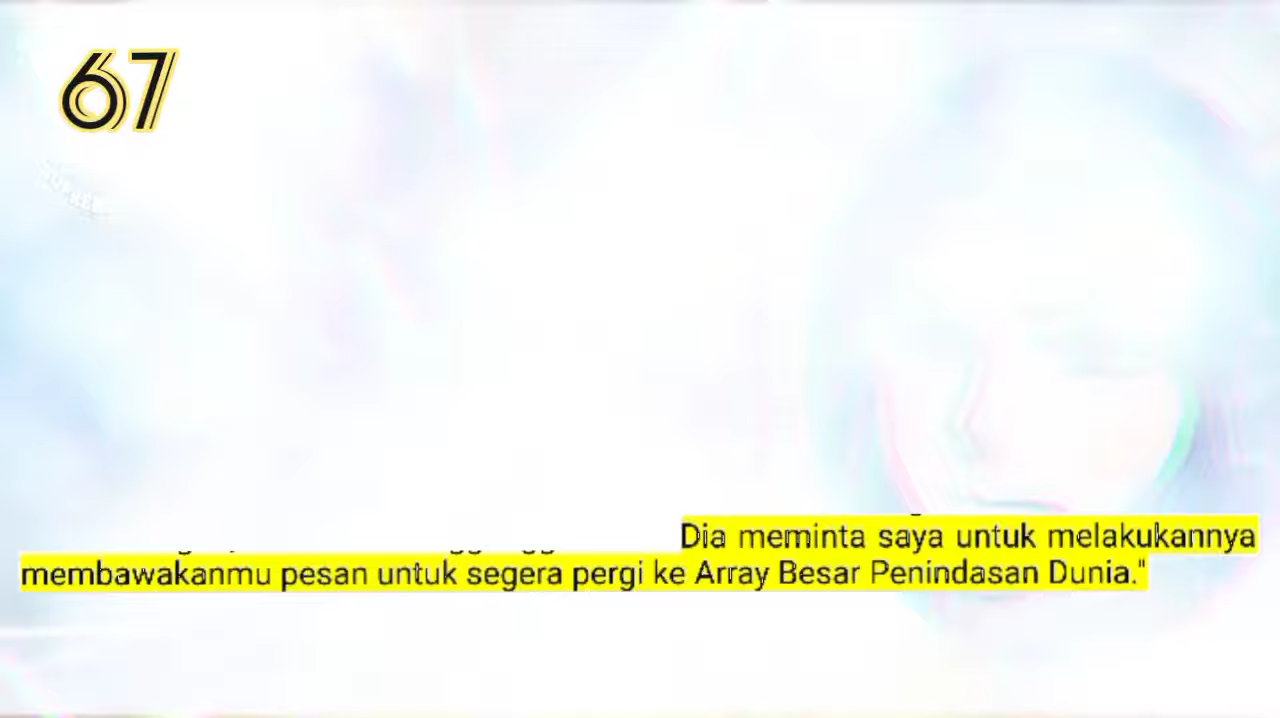 67
Dia meminta saya untuk melakukannya
membawakanmu pesan untuk segera pergi ke Array Besar Penindasan Dunia."